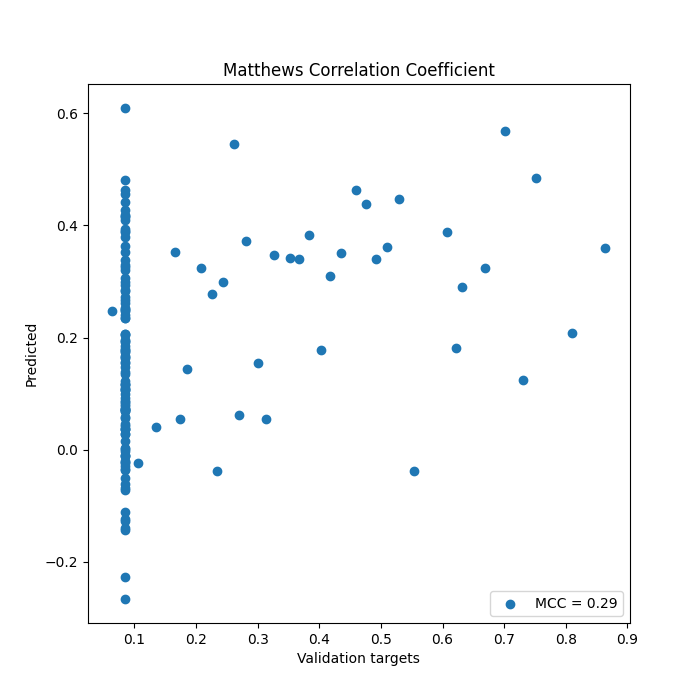 Matthews Correlation Coefficient
0.6
0.4
0.2
0.0
−0.2
Predicted
MCC = 0.29
0.1 0.2 0.3 0.4 0.5 0.6 0.7 0.8 0.9
Validation targets